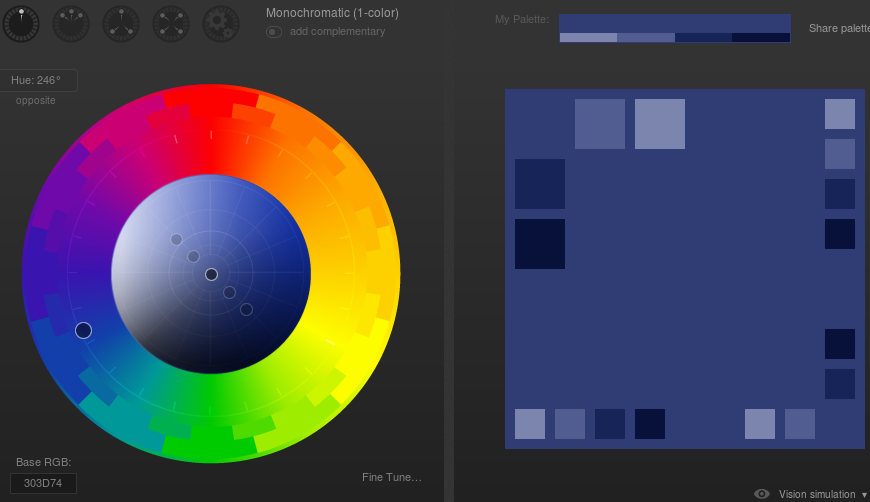 Monochromatic (1-color)
add complementary
My Palette:
Share palette
Hue: 246°
opposite
Base RGB:
303D74
Fine Tune...
Vision simulation ▾